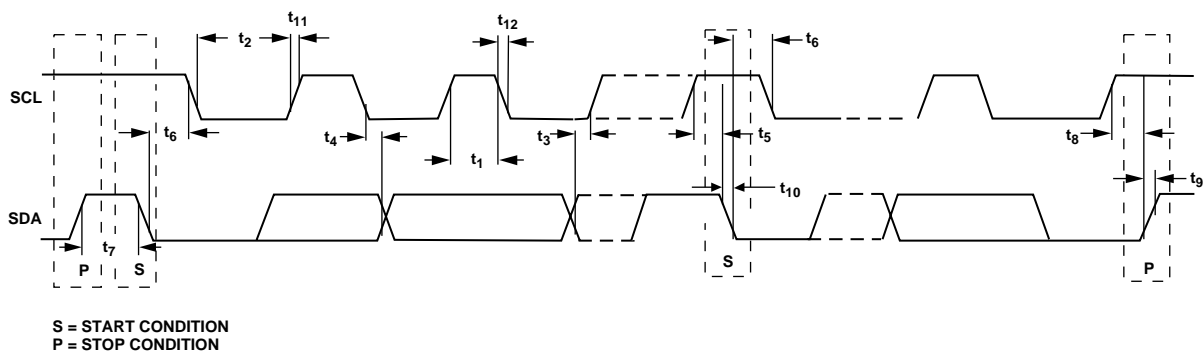 t11
t12
t2
t6
SCL
t6
t4
t3
t5
t8
t1
t10
t9
SDA
t7
P
S
S
P
S = START CONDITION
P = STOP CONDITION